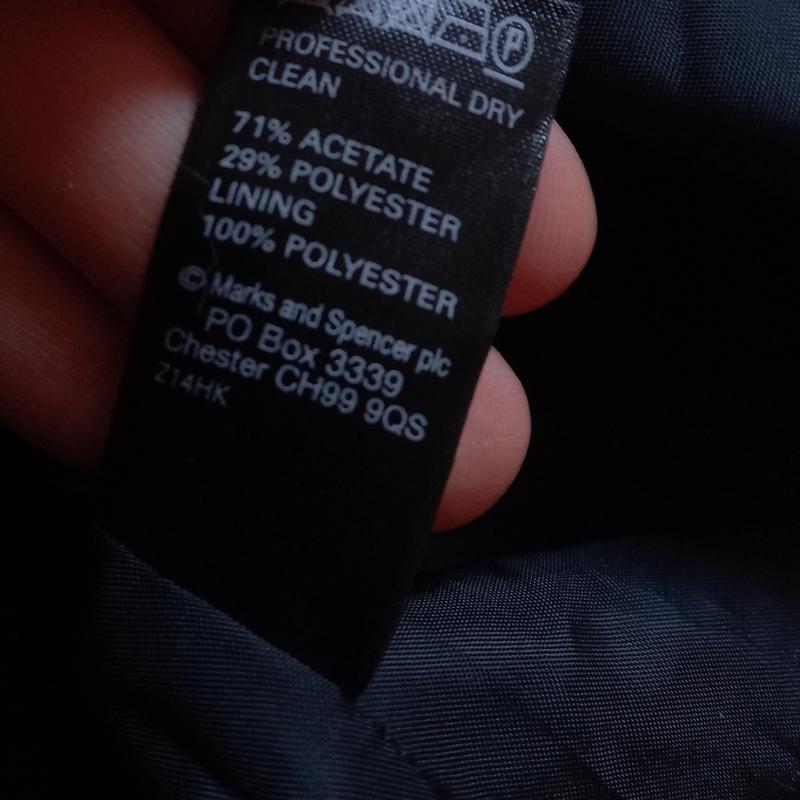 P
PROFESSIONAL DRY
CLEAN
71% ACETATE
29% POLYESTER
LINING
100% POLYESTER
© Marks and Spencer plc
PO Box 3339
Chester CH99 9QS
Z14HK